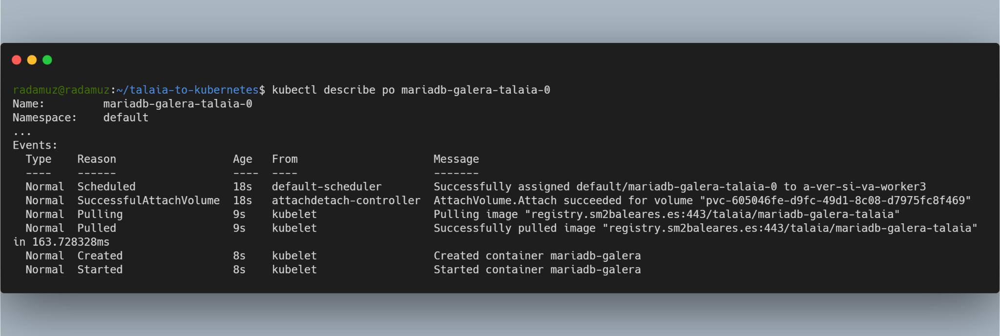 radamuz@radamuz:~/talaia-to-kubernetes$ kubectl describe po mariadb-galera-talaia-0
Name:         mariadb-galera-talaia-0
Namespace:    default
...
Events:
  Type    Reason                  Age   From                     Message
  ----    ------                  ----  ----                     -------
  Normal  Scheduled               18s   default-scheduler        Successfully assigned default/mariadb-galera-talaia-0 to a-ver-si-va-worker3
  Normal  SuccessfulAttachVolume  18s   attachdetach-controller  AttachVolume.Attach succeeded for volume "pvc-605046fe-d9fc-49d1-8c08-d7975fc8f469"
  Normal  Pulling                 9s    kubelet                  Pulling image "registry.sm2baleares.es:443/talaia/mariadb-galera-talaia"
  Normal  Pulled                  9s    kubelet                  Successfully pulled image "registry.sm2baleares.es:443/talaia/mariadb-galera-talaia"
in 163.728328ms
  Normal  Created                 8s    kubelet                  Created container mariadb-galera
  Normal  Started                 8s    kubelet                  Started container mariadb-galera